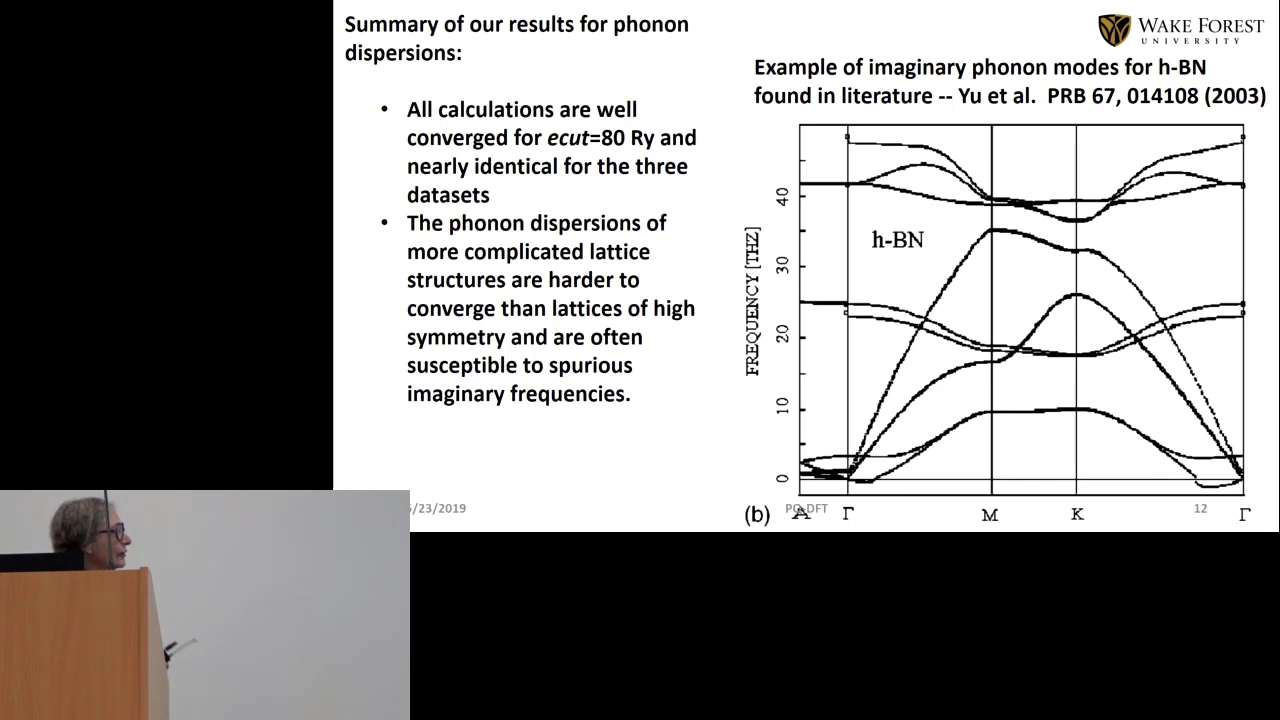 Summary of our results for phonon
dispersions:
• All calculations are well
converged for ecut=80 Ry and
nearly identical for the three
datasets
• The phonon dispersions of
more complicated lattice
structures are harder to
converge than lattices of high
symmetry and are often
susceptible to spurious
imaginary frequencies.
WAKE FOREST
UNIVERSITY
Example of imaginary phonon modes for h-BN
found in literature -- Yu et al. PRB 67, 014108 (2003)
h-BN
FREQUENCY [THZ]
40
30
20
10
0
A Γ M K Γ
(b)
5/23/2019
12